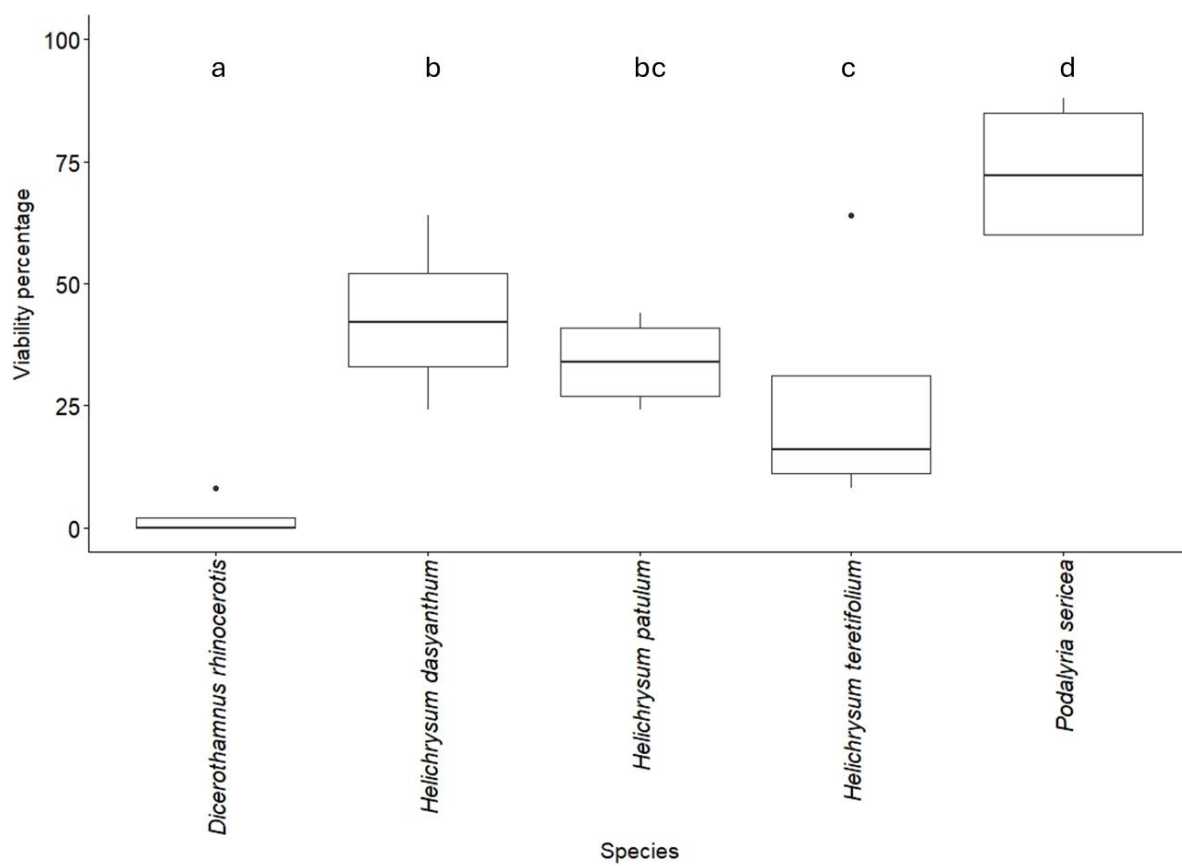 100
a b bc c d
75
50
25
0
Viability percentage
Dicerothamnus rhinocerotis
Helichrysum dasyanthum
Helichrysum patulum
Helichrysum teretifolium
Podalyria sericea
Species